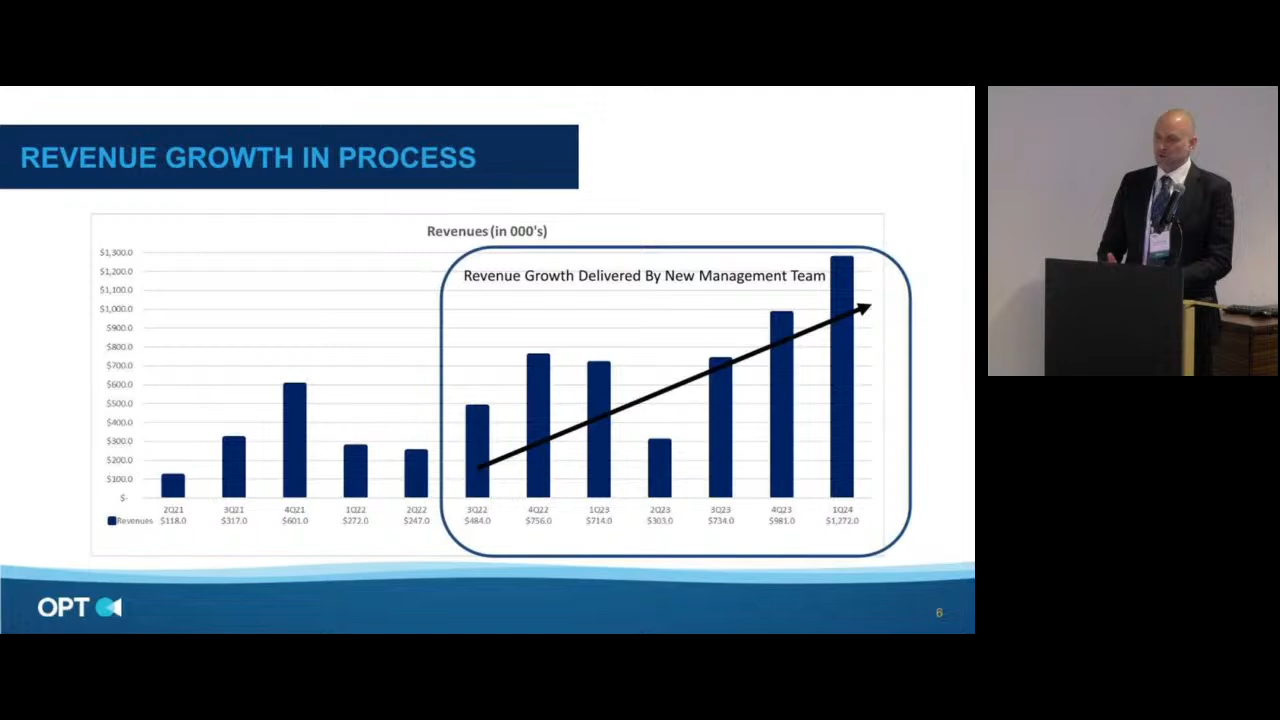 REVENUE GROWTH IN PROCESS
Revenues (in 000's)
Revenue Growth Delivered By New Management Team
$1,300.0
$1,200.0
$1,100.0
$1,000.0
$900.0
$800.0
$700.0
$600.0
$500.0
$400.0
$300.0
$200.0
$100.0
$-
2Q21 3Q21 4Q21 1Q22 2Q22 3Q22 4Q22 1Q23 2Q23 3Q23 4Q23 1Q24
Revenues $118.0 $317.0 $601.0 $272.0 $247.0 $484.0 $756.0 $714.0 $303.0 $734.0 $981.0 $1,272.0
OPT
6